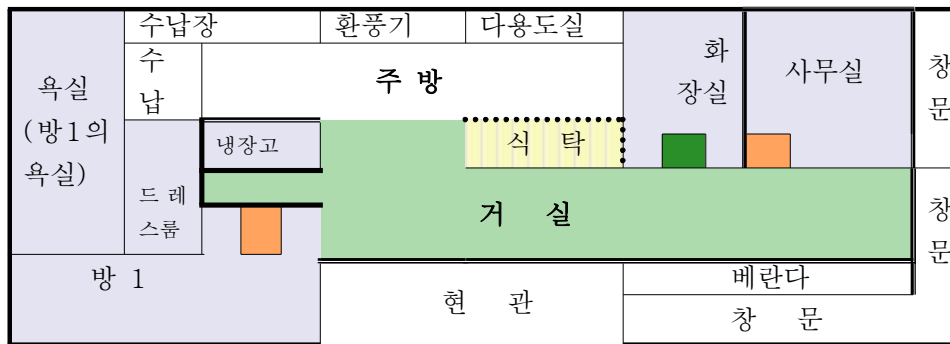 수납장
환풍기
다용도실
수
납
주 방
화
장실
사무실
창
문
욕실
(방1의
욕실)
냉장고
식 탁
드 레
스룸
거 실
창
문
방 1
현 관
베란다
창 문